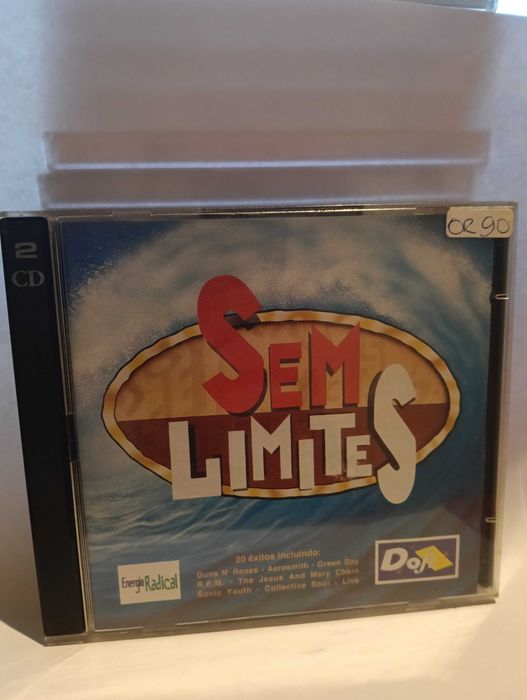 OR 90
2
CD
SEM
LIMITES
20 êxitos incluindo:
Guns N' Roses - Aerosmith - Green Day
R.E.M. - The Jesus And Mary Chain
Sonic Youth - Collective Soul - Live
Energia
Radical